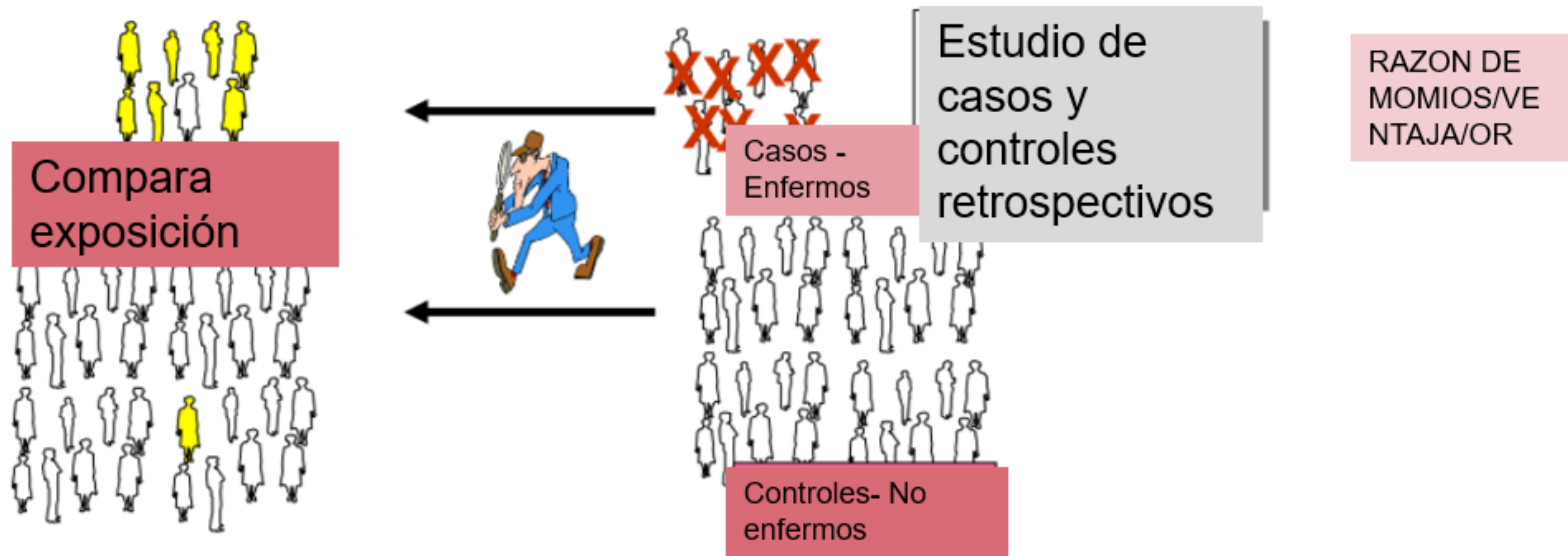 Compara
exposición
Casos -
Enfermos
Estudio de
casos y
controles
retrospectivos
RAZON DE
MOMIOS/VE
NTAJA/OR
Controles- No
enfermos